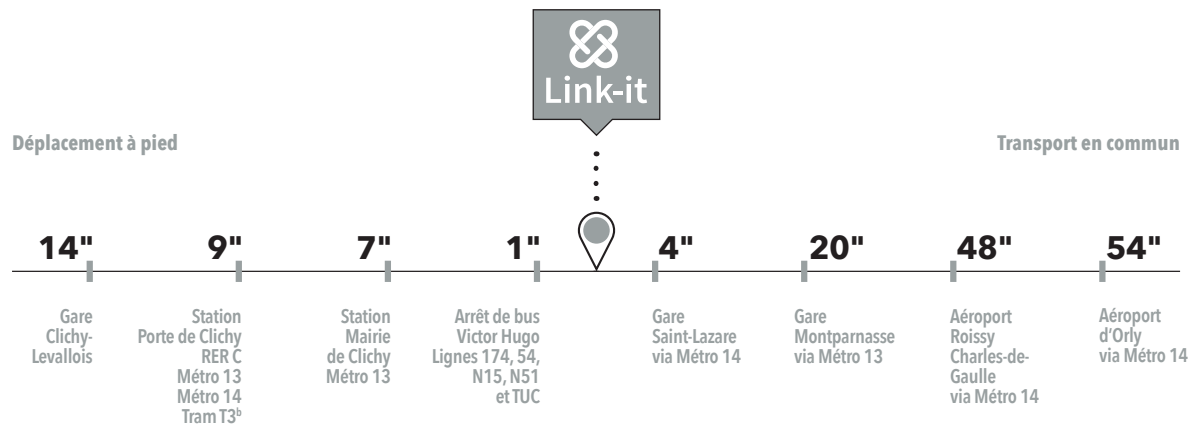 Link-it
Déplacement à pied
Transport en commun
14"
9"
7"
1"
4"
20"
48"
54"
Gare
Clichy-
Levallois
Station
Porte de Clichy
RER C
Métro 13
Métro 14
Tram T3ᵇ
Station
Mairie
de Clichy
Métro 13
Arrêt de bus
Victor Hugo
Lignes 174, 54,
N15, N51
et TUC
Gare
Saint-Lazare
via Métro 14
Gare
Montparnasse
via Métro 13
Aéroport
Roissy
Charles-de-
Gaulle
via Métro 14
Aéroport
d'Orly
via Métro 14